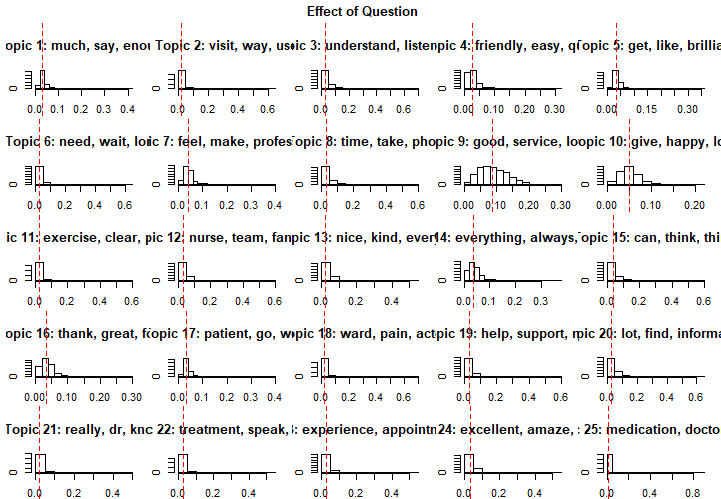 Effect of Question
opic 1: much, say, enou Topic 2: visit, way, use ic 3: understand, listen pic 4: friendly, easy, qu opic 5: get, like, brillia
0 0 0 0 0
0.0 0.1 0.2 0.3 0.4 0.0 0.2 0.4 0.6 0.0 0.2 0.4 0.6 0.00 0.10 0.20 0.30 0.00 0.15 0.30
Topic 6: need, wait, lon ic 7: feel, make, profes Topic 8: time, take, pho pic 9: good, service, lo opic 10: give, happy, lo
0 0 0 0 0
0.0 0.2 0.4 0.6 0.0 0.1 0.2 0.3 0.4 0.0 0.2 0.4 0.6 0.00 0.10 0.20 0.30 0.00 0.10 0.20
ic 11: exercise, clear, p pic 12: nurse, team, fan pic 13: nice, kind, every 14: everything, always, opic 15: can, think, thi
0 0 0 0 0
0.0 0.2 0.4 0.6 0.0 0.2 0.4 0.6 0.0 0.2 0.4 0.0 0.1 0.2 0.3 0.0 0.2 0.4 0.6
opic 16: thank, great, fo opic 17: patient, go, wo pic 18: ward, pain, act pic 19: help, support, m pic 20: lot, find, informa
0 0 0 0 0
0.00 0.10 0.20 0.30 0.0 0.2 0.4 0.0 0.2 0.4 0.6 0.0 0.2 0.4 0.6 0.0 0.2 0.4 0.6
Topic 21: really, dr, kno c 22: treatment, speak, : experience, appointn 24: excellent, amaze, : 25: medication, docto
0 0 0 0 0
0.0 0.2 0.4 0.0 0.2 0.4 0.0 0.2 0.4 0.6 0.0 0.2 0.4 0.0 0.4 0.8